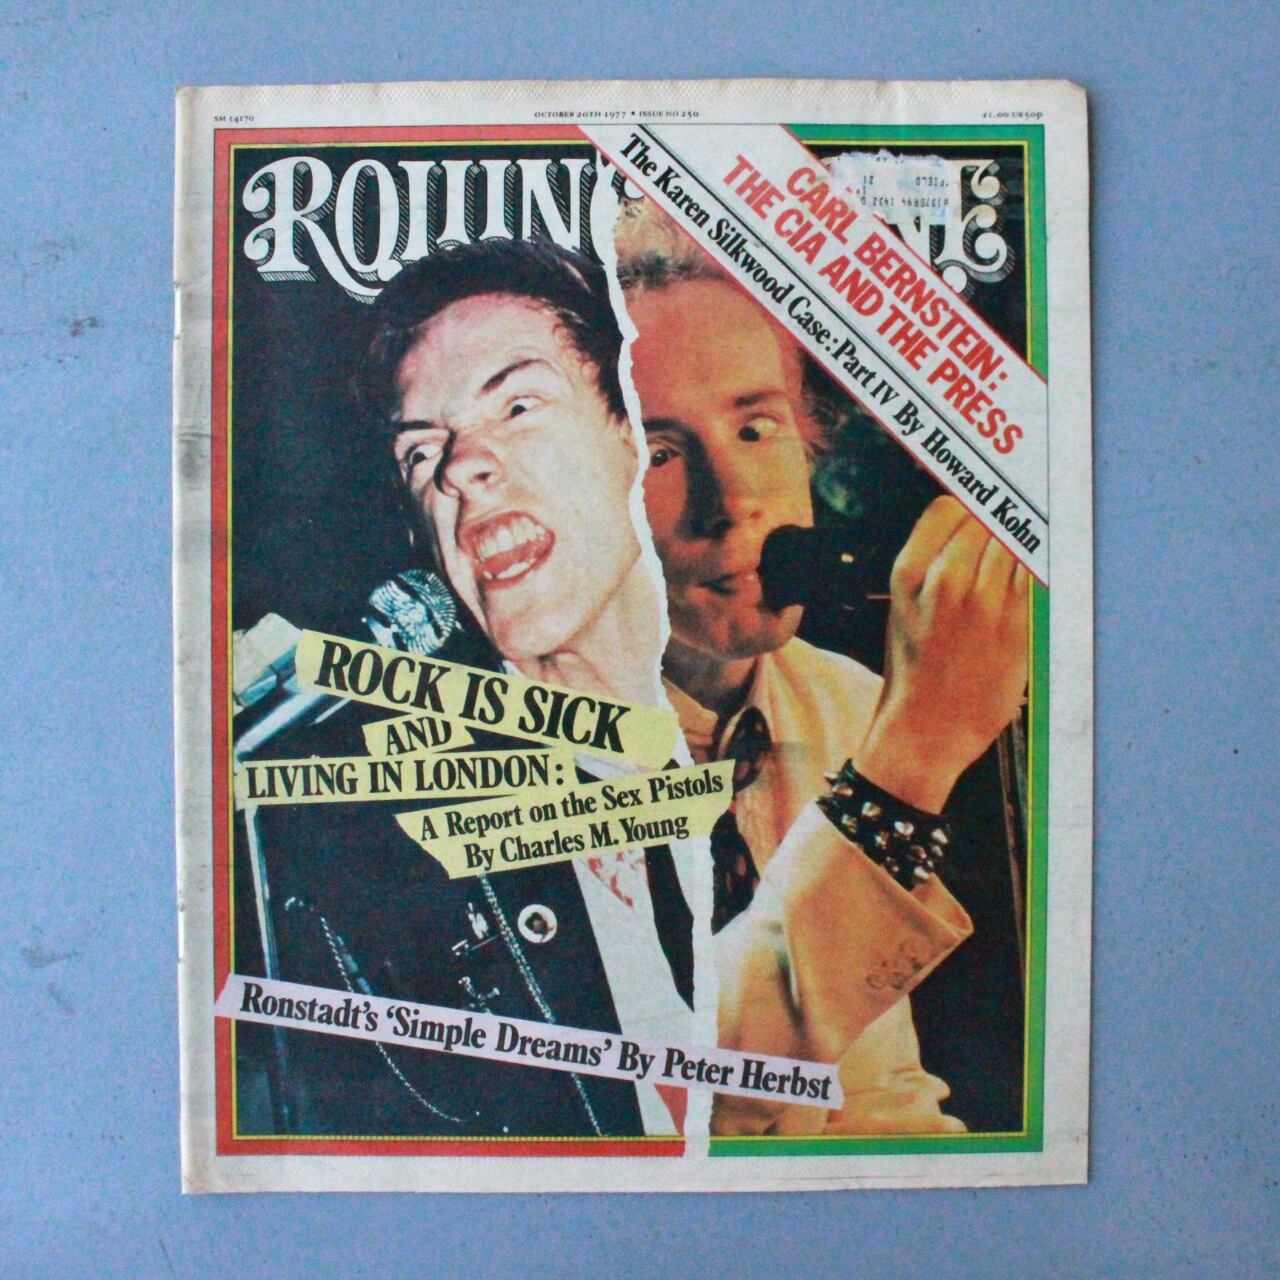 SM 14170
OCTOBER 20TH 1977 • ISSUE NO 250
£1.00 UK50p
ROLLIN
CARL BERNSTEIN:
THE CIA AND THE PRESS
The Karen Silkwood Case: Part IV By Howard Kohn
ROCK IS SICK
AND
LIVING IN LONDON:
A Report on the Sex Pistols
By Charles M. Young
Ronstadt's 'Simple Dreams' By Peter Herbst